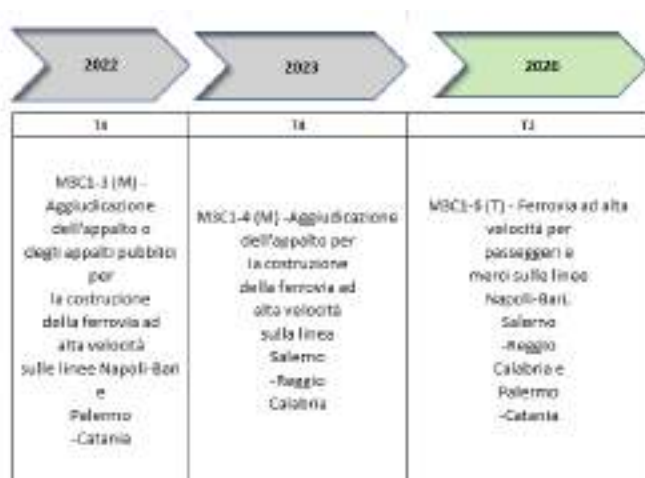 2022
2023
2026
T4
T4
T2
M3C1-3 (M) -
Aggiudicazione
dell'appalto o
degli appalti pubblici
per
la costruzione
della ferrovia ad
alta velocità
sulle linee Napoli-Bari
e
Palermo
-Catania
M3C1-4 (M) -Aggiudicazione
dell'appalto per
la costruzione
della ferrovia ad
alta velocità
sulla linea
Salerno
-Reggio
Calabria
M3C1-6 (T) - Ferrovia ad alta
velocità per
passeggeri e
merci sulle linee
Napoli-Bari,
Salerno
-Reggio
Calabria e
Palermo
-Catania